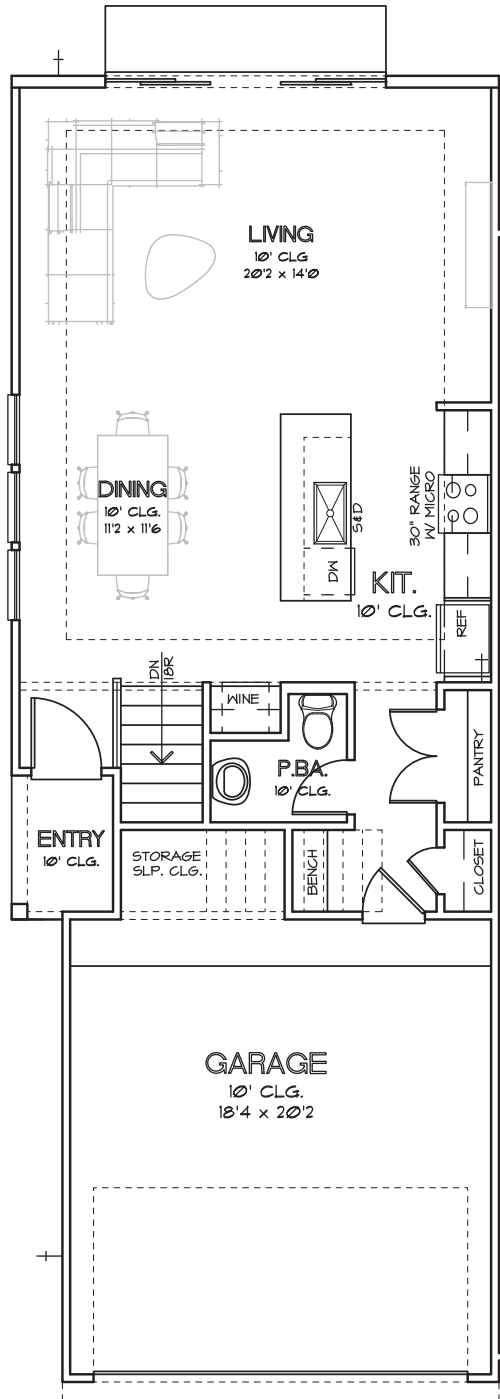 LIVING
10' CLG
20'2 x 14'0
DINING
10' CLG.
11'2 x 11'6
S&D
DW
30" RANGE
W/ MICRO
KIT.
10' CLG.
REF
DN
18R
WINE
P.BA.
10' CLG.
PANTRY
ENTRY
10' CLG.
STORAGE
SLP. CLG.
BENCH
CLOSET
GARAGE
10' CLG.
18'4 x 20'2